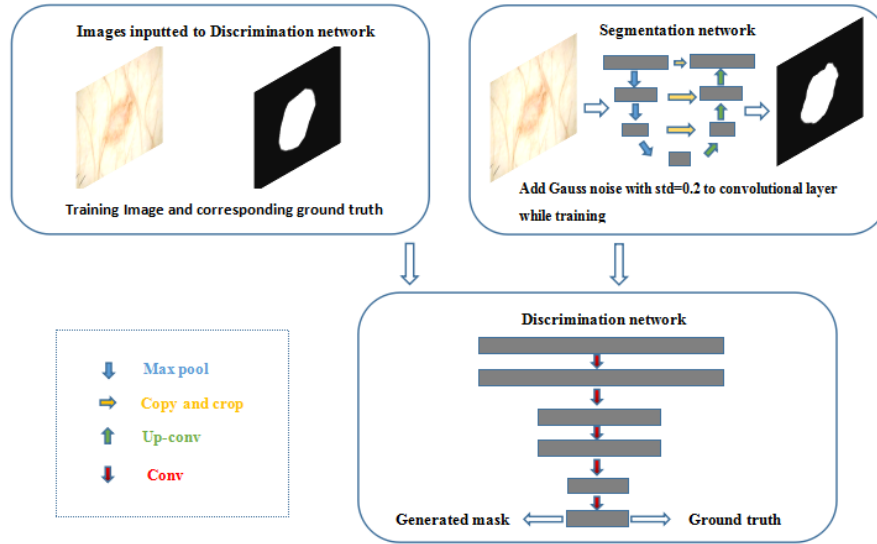 Images inputted to Discrimination network
Training Image and corresponding ground truth
Segmentation network
Add Gauss noise with std=0.2 to convolutional layer
while training
Discrimination network
Generated mask
Ground truth
Max pool
Copy and crop
Up-conv
Conv